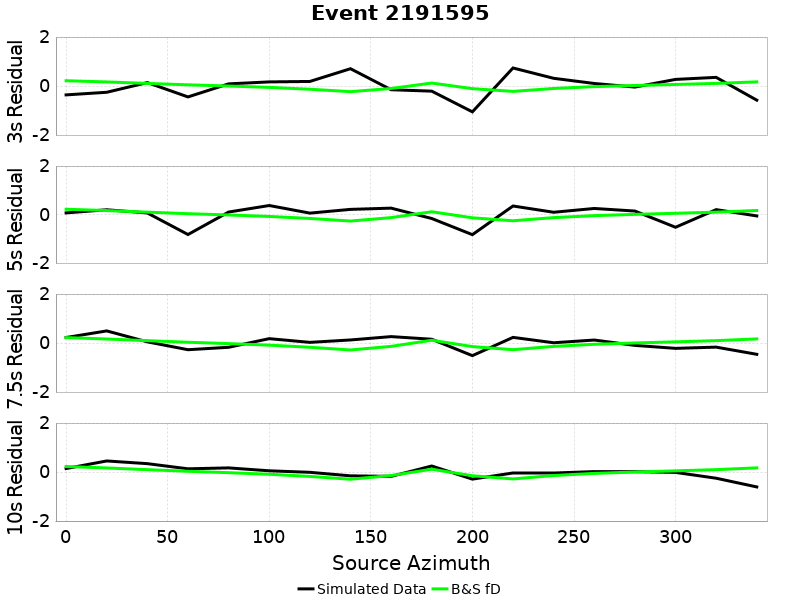 Event 2191595
3s Residual
2
0
-2
5s Residual
2
0
-2
7.5s Residual
2
0
-2
10s Residual
2
0
-2
0 50 100 150 200 250 300
Source Azimuth
Simulated Data B&S fD